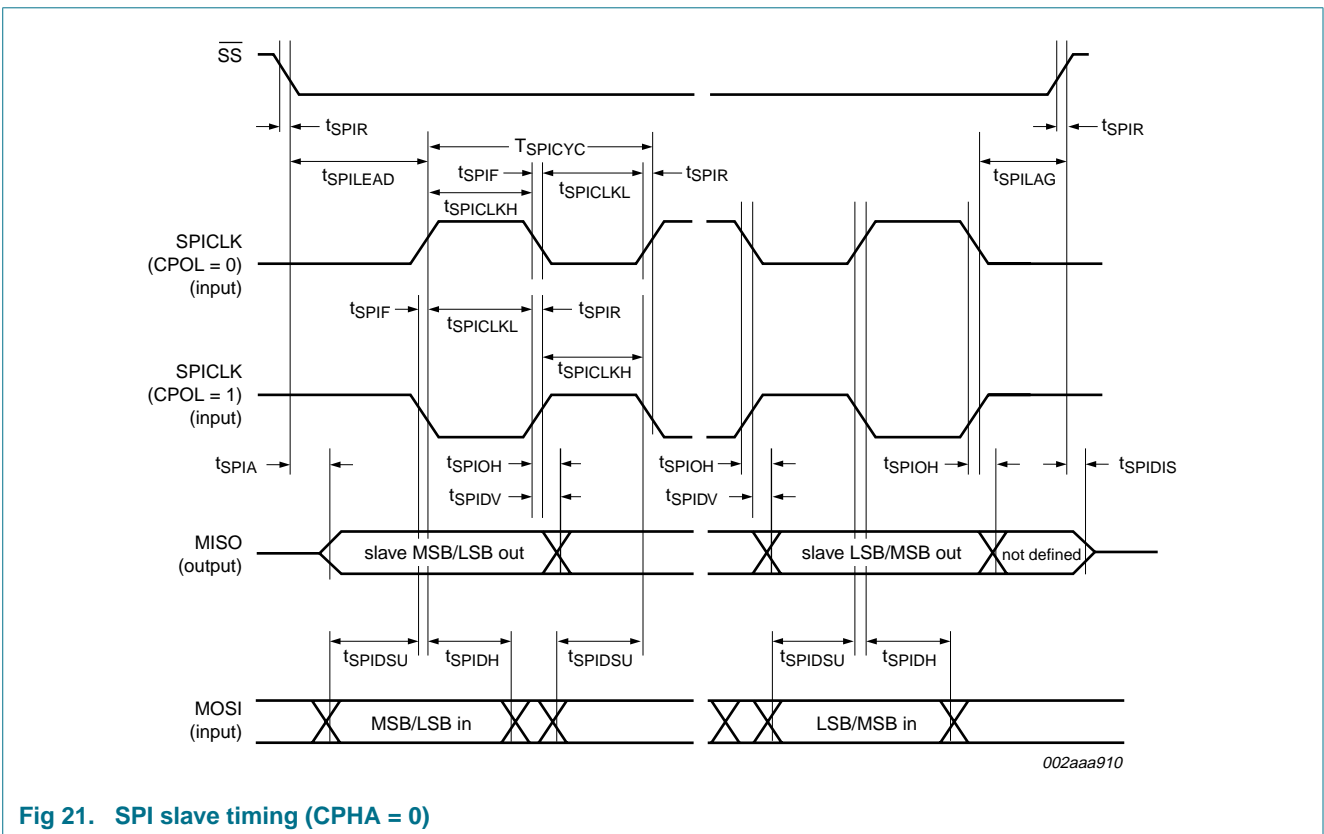 SS
tSPIR
tSPIR
TSPICYC
tSPILEAD
tSPIF
tSPICLKL
tSPIR
tSPILAG
tSPICLKH
SPICLK
(CPOL = 0)
(input)
tSPIF
tSPICLKL
tSPIR
tSPICLKH
SPICLK
(CPOL = 1)
(input)
tSPIA
tSPIOH
tSPIOH
tSPIOH
tSPIDIS
tSPIDV
tSPIDV
MISO
(output)
slave MSB/LSB out
slave LSB/MSB out
not defined
tSPIDSU
tSPIDH
tSPIDSU
tSPIDSU
tSPIDH
MOSI
(input)
MSB/LSB in
LSB/MSB in
002aaa910
Fig 21. SPI slave timing (CPHA = 0)